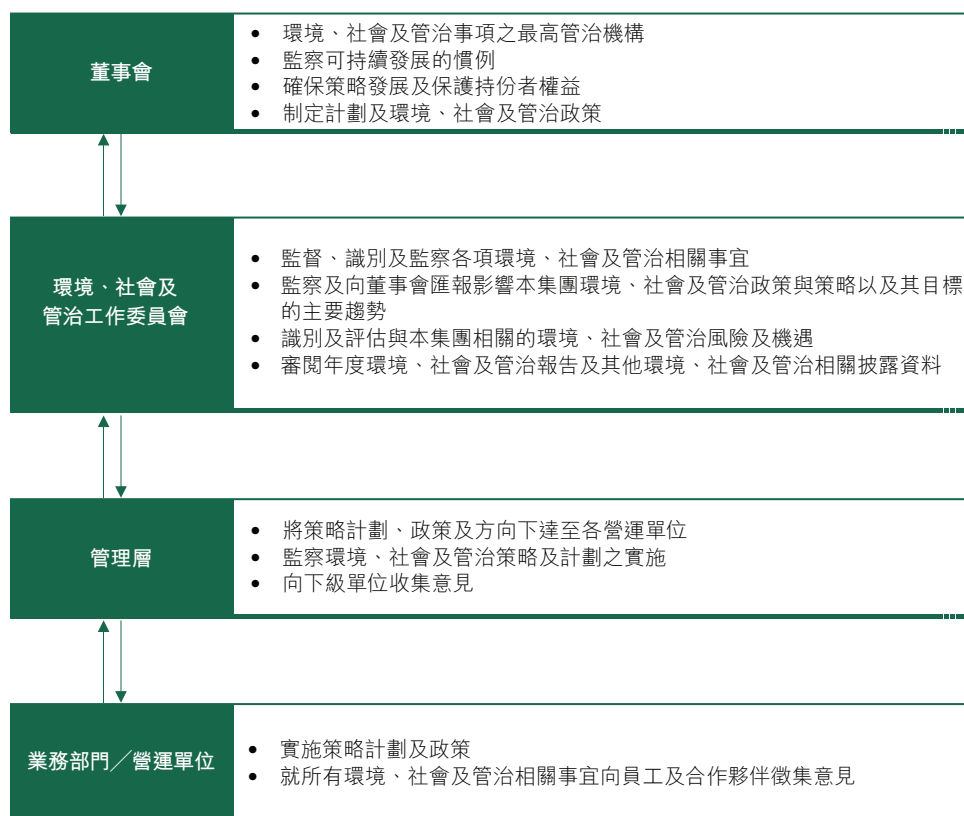 董事會
• 環境、社會及管治事項之最高管治機構
• 監察可持續發展的慣例
• 確保策略發展及保護持份者權益
• 制定計劃及環境、社會及管治政策
環境、社會及
管治工作委員會
• 監督、識別及監察各項環境、社會及管治相關事宜
• 監察及向董事會匯報影響本集團環境、社會及管治政策與策略以及其目標
的主要趨勢
• 識別及評估與本集團相關的環境、社會及管治風險及機遇
• 審閱年度環境、社會及管治報告及其他環境、社會及管治相關披露資料
管理層
• 將策略計劃、政策及方向下達至各營運單位
• 監察環境、社會及管治策略及計劃之實施
• 向下級單位收集意見
業務部門╱營運單位
• 實施策略計劃及政策
• 就所有環境、社會及管治相關事宜向員工及合作夥伴徵集意見